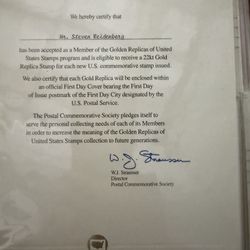 We hereby certify that
Mr. Steven Reidenberg
has been accepted as a Member of the Golden Replicas of United
States Stamps program and is eligible to receive a 22kt Gold
Replica Stamp for each new U.S. commemorative stamp issued.
We also certify that each Gold Replica will be enclosed within
an official First Day Cover bearing the First Day
of Issue postmark of the First Day City designated by the
U.S. Postal Service.
The Postal Commemorative Society pledges itself to
serve the personal collecting needs of each of its Members
in order to increase the meaning of the Golden Replicas of
United States Stamps collection to future generations.
W. J. Strausser
W.J. Strausser
Director
Postal Commemorative Society